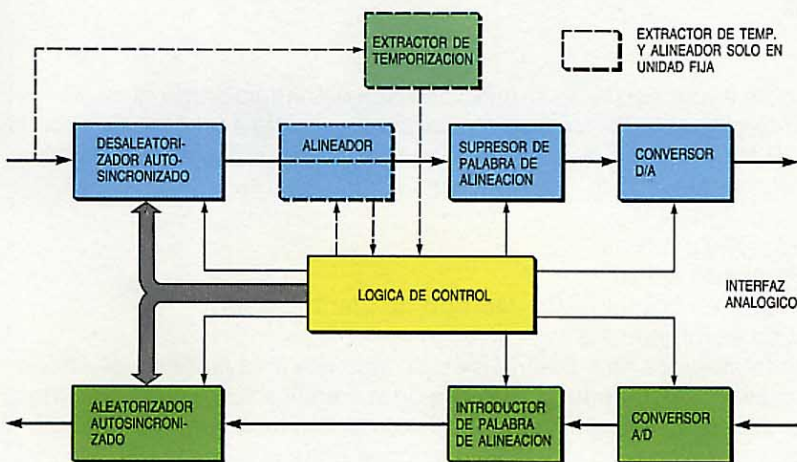 EXTRACTOR DE
TEMPORIZACION
EXTRACTOR DE TEMP.
Y ALINEADOR SOLO EN
UNIDAD FIJA
DESALEATORI-
ZADOR AUTO-
SINCRONIZADO
ALINEADOR
SUPRESOR DE
PALABRA DE
ALINEACION
CONVERSOR
D/A
LOGICA DE CONTROL
INTERFAZ
ANALOGICO
ALEATORIZADOR
AUTOSINCRONI-
ZADO
INTRODUCTOR
DE PALABRA
DE ALINEACION
CONVERSOR
A/D